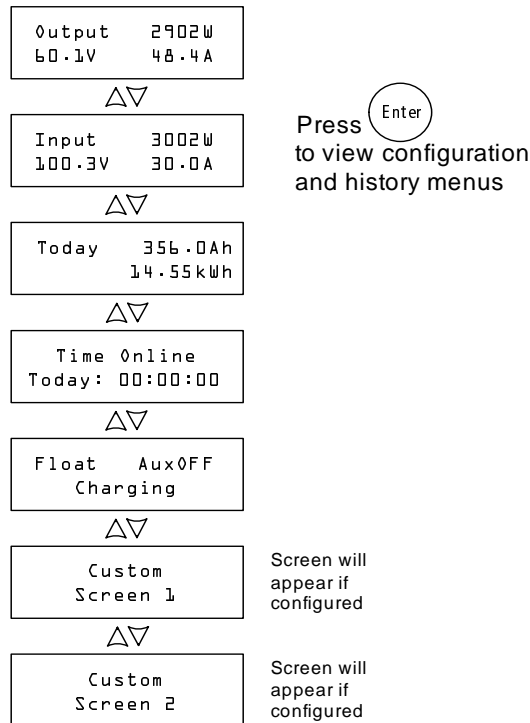 Output 2902W
60.1V 48.4A
Input 3002W
100.3V 30.0A
Press Enter
to view configuration
and history menus
Today 356.0Ah
14.55kWh
Time Online
Today: 00:00:00
Float AuxOFF
Charging
Custom
Screen 1
Screen will
appear if
configured
Custom
Screen 2
Screen will
appear if
configured